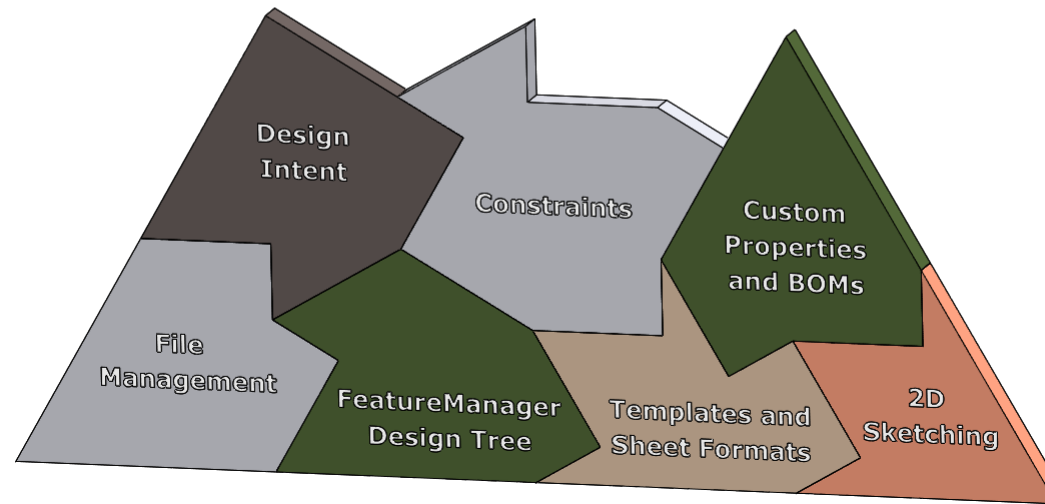 Design
Intent
Constraints
Custom
Properties
and BOMs
File
Management
FeatureManager
Design Tree
Templates and
Sheet Formats
2D
Sketching